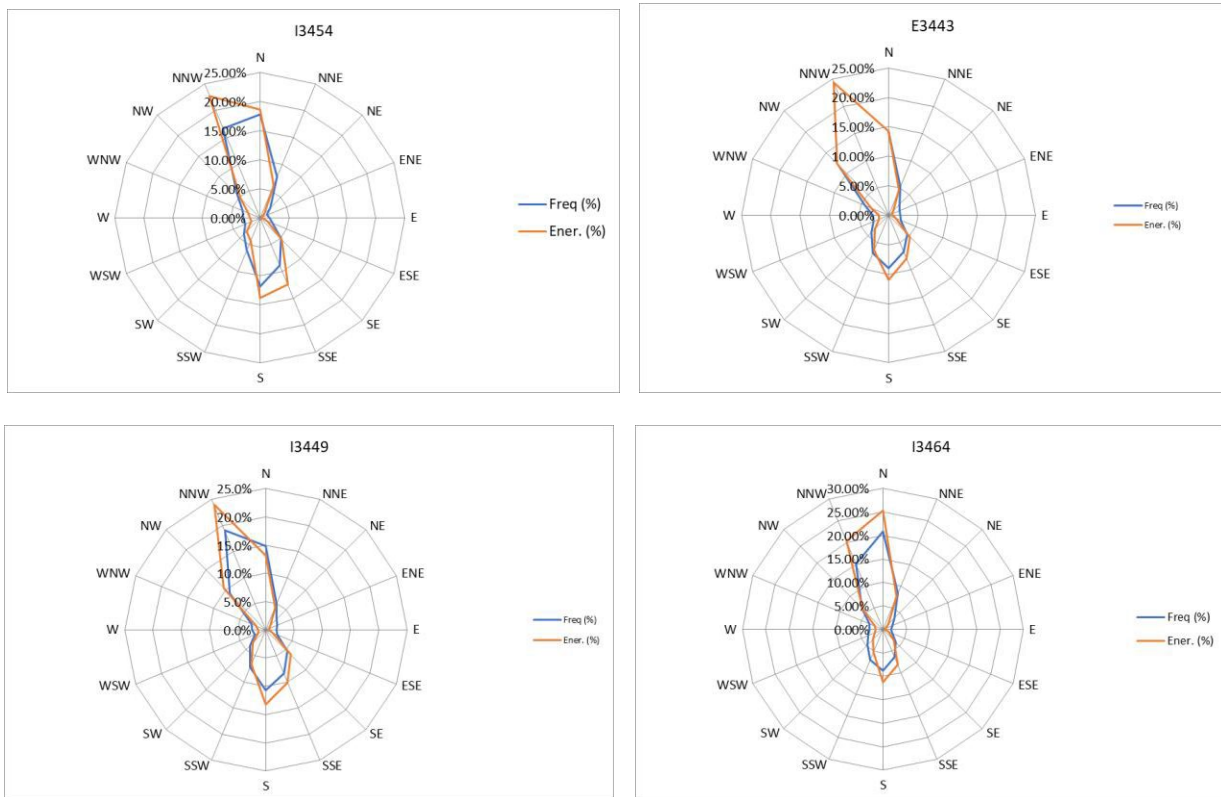 I3454
N
NNE
NE
ENE
E
ESE
SE
SSE
S
SSW
SW
WSW
W
WNW
NW
NNW
25.00%
20.00%
15.00%
10.00%
5.00%
0.00%
Freq (%)
Ener. (%)
E3443
N
NNE
NE
ENE
E
ESE
SE
SSE
S
SSW
SW
WSW
W
WNW
NW
NNW
25.00%
20.00%
15.00%
10.00%
5.00%
0.00%
Freq (%)
Ener. (%)
I3449
N
NNE
NE
ENE
E
ESE
SE
SSE
S
SSW
SW
WSW
W
WNW
NW
NNW
25.0%
20.0%
15.0%
10.0%
5.0%
0.0%
Freq (%)
Ener. (%)
I3464
N
NNE
NE
ENE
E
ESE
SE
SSE
S
SSW
SW
WSW
W
WNW
NW
NNW
30.00%
25.00%
20.00%
15.00%
10.00%
5.00%
0.00%
Freq (%)
Ener. (%)